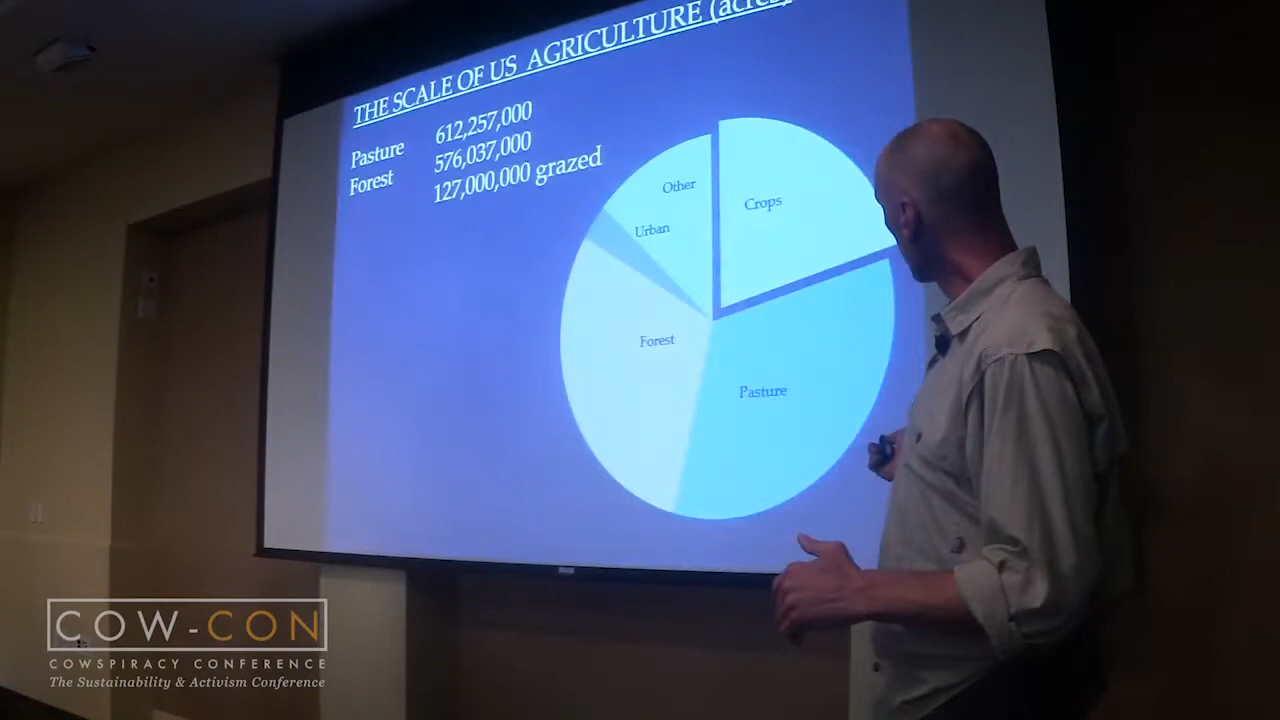 THE SCALE OF US AGRICULTURE (acres)
Pasture 612,257,000
Forest 576,037,000
127,000,000 grazed
Other
Crops
Urban
Forest
Pasture
COW-CON
COWSPIRACY CONFERENCE
The Sustainability & Activism Conference